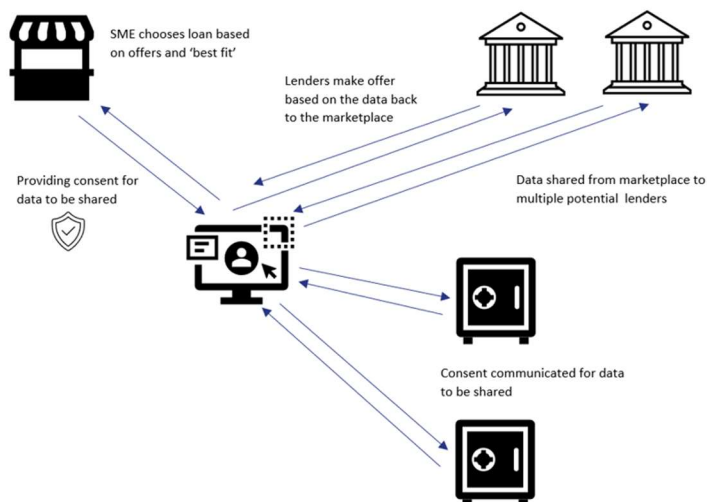 SME chooses loan based
on offers and ‘best fit’
Lenders make offer
based on the data back
to the marketplace
Providing consent for
data to be shared
Data shared from marketplace to
multiple potential lenders
Consent communicated for data
to be shared